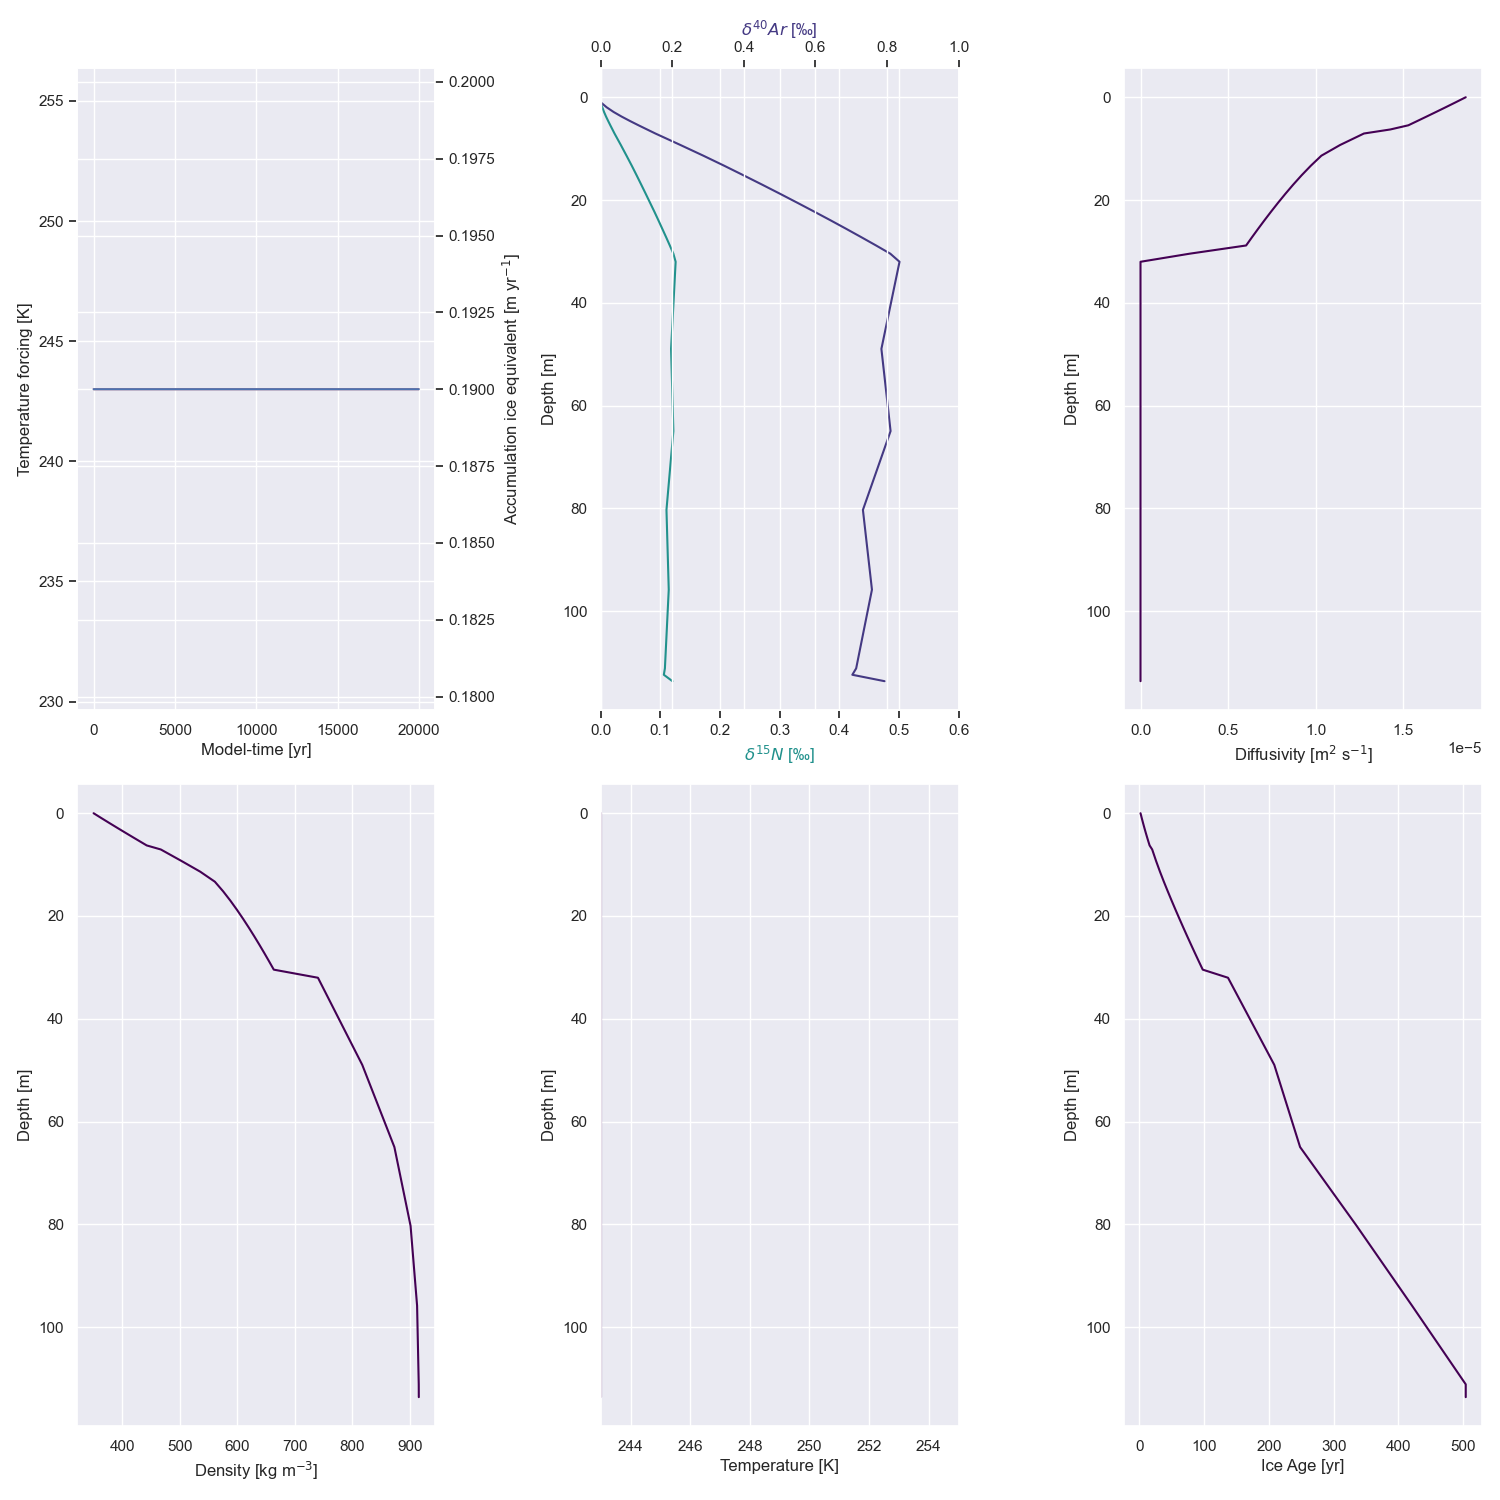 δ40Ar [‰]
0.0 0.2 0.4 0.6 0.8 1.0
255
250
245
240
235
230
Temperature forcing [K]
0 5000 10000 15000 20000
Model-time [yr]
0.2000
0.1975
0.1950
0.1925
0.1900
0.1875
0.1850
0.1825
0.1800
Accumulation ice equivalent [m yr−1]
0
20
40
60
80
100
Depth [m]
0.0 0.1 0.2 0.3 0.4 0.5 0.6
δ15N [‰]
0
20
40
60
80
100
Depth [m]
0.0 0.5 1.0 1.5
1e−5
Diffusivity [m2 s−1]
0
20
40
60
80
100
Depth [m]
400 500 600 700 800 900
Density [kg m−3]
0
20
40
60
80
100
Depth [m]
244 246 248 250 252 254
Temperature [K]
0
20
40
60
80
100
Depth [m]
0 100 200 300 400 500
Ice Age [yr]